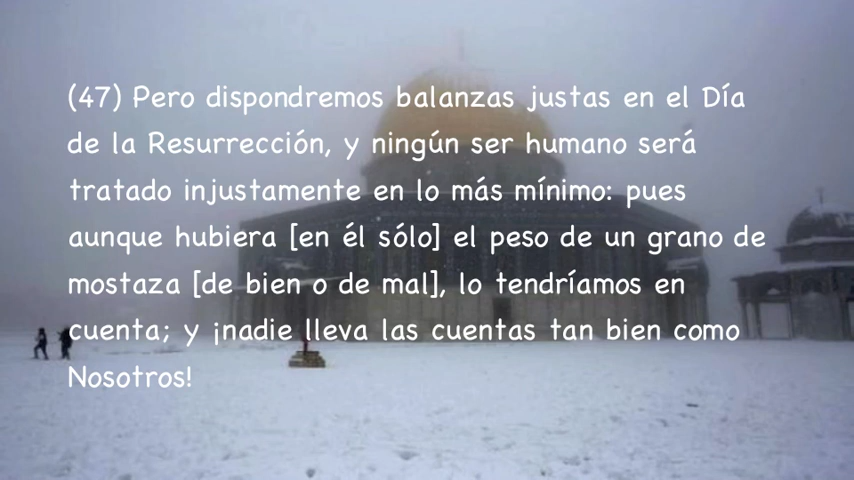 (47) Pero dispondremos balanzas justas en el Día
de la Resurrección, y ningún ser humano será
tratado injustamente en lo más mínimo: pues
aunque hubiera [en él sólo] el peso de un grano de
mostaza [de bien o de mal], lo tendríamos en
cuenta; y ¡nadie lleva las cuentas tan bien como
Nosotros!